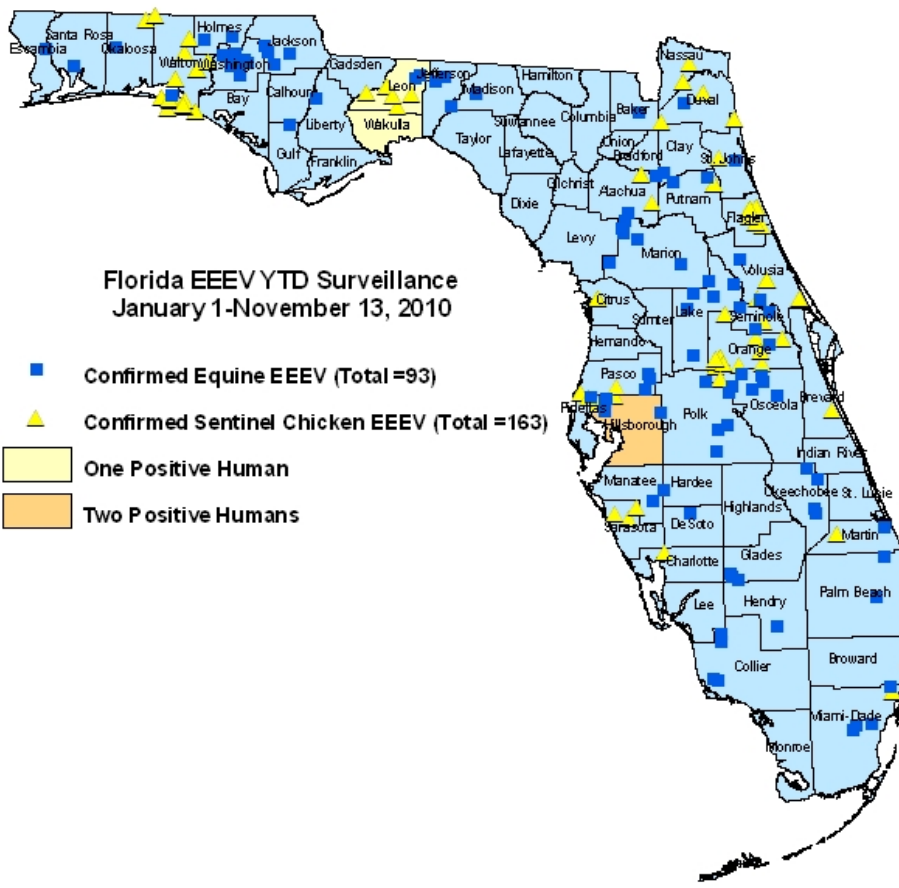 Holmes
Santa Rosa
Jackson
Escambia
Okaloosa
Walton
Washington
Gadsden
Leon
Jefferson
Madison
Hamilton
Nassau
Bay
Calhoun
Liberty
Wakulla
Gulf
Franklin
Taylor
Suwannee
Columbia
Baker
Duval
Lafayette
Union
Bradford
Clay
St. Johns
Dixie
Gilchrist
Alachua
Putnam
Flagler
Levy
Marion
Volusia
Florida EEEV YTD Surveillance
January 1-November 13, 2010
Citrus
Sumter
Lake
Seminole
Hernando
Orange
Confirmed Equine EEEV (Total =93)
Pasco
Confirmed Sentinel Chicken EEEV (Total =163)
Pinellas
Hillsborough
Polk
Osceola
Brevard
One Positive Human
Indian River
Two Positive Humans
Manatee
Hardee
Highlands
Okeechobee
St. Lucie
Sarasota
DeSoto
Martin
Charlotte
Glades
Lee
Hendry
Palm Beach
Collier
Broward
Miami-Dade
Monroe